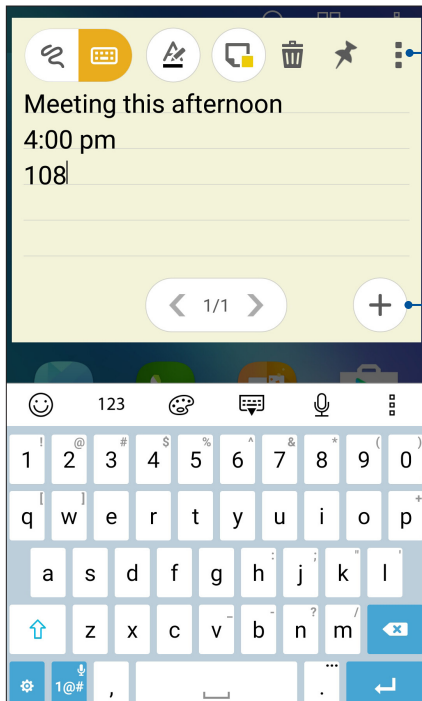 Meeting this afternoon
4:00 pm
108
1/1
123
! @ # $ % ^ & * ( )
1 2 3 4 5 6 7 8 9 0
[ ] +
q w e r t y u i o p
: ; " '
a s d f g h j k l
_ - ? /
z x c v b n m
1@# , . ...